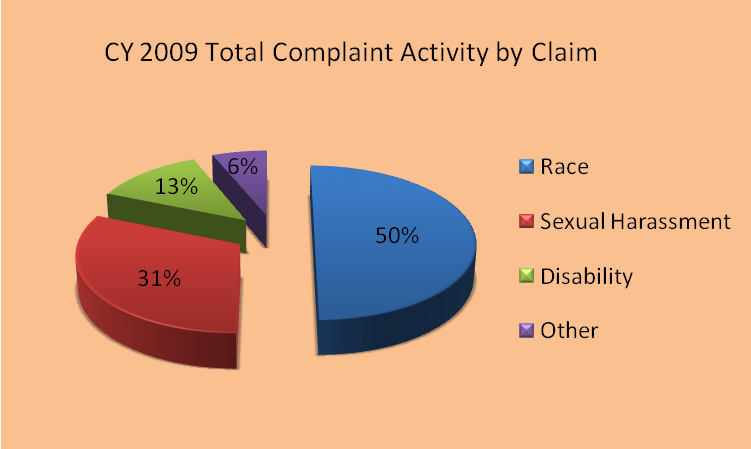 CY 2009 Total Complaint Activity by Claim
6%
13%
50%
31%
Race
Sexual Harassment
Disability
Other